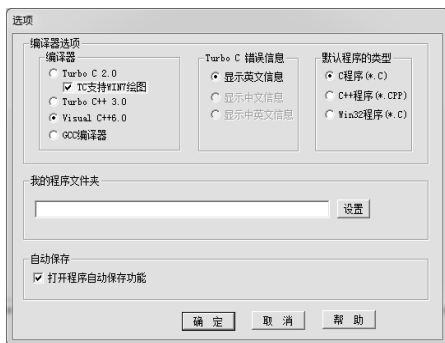 选项
编译器选项
编译器
Turbo C 2.0
TC支持WIN7绘图
Turbo C++ 3.0
Visual C++6.0
GCC编译器
Turbo C 错误信息
显示英文信息
显示中文信息
显示中英文信息
默认程序的类型
C程序(*.C)
C++程序(*.CPP)
Win32程序(*.C)
我的程序文件夹
设置
自动保存
打开程序自动保存功能
确 定
取 消
帮 助